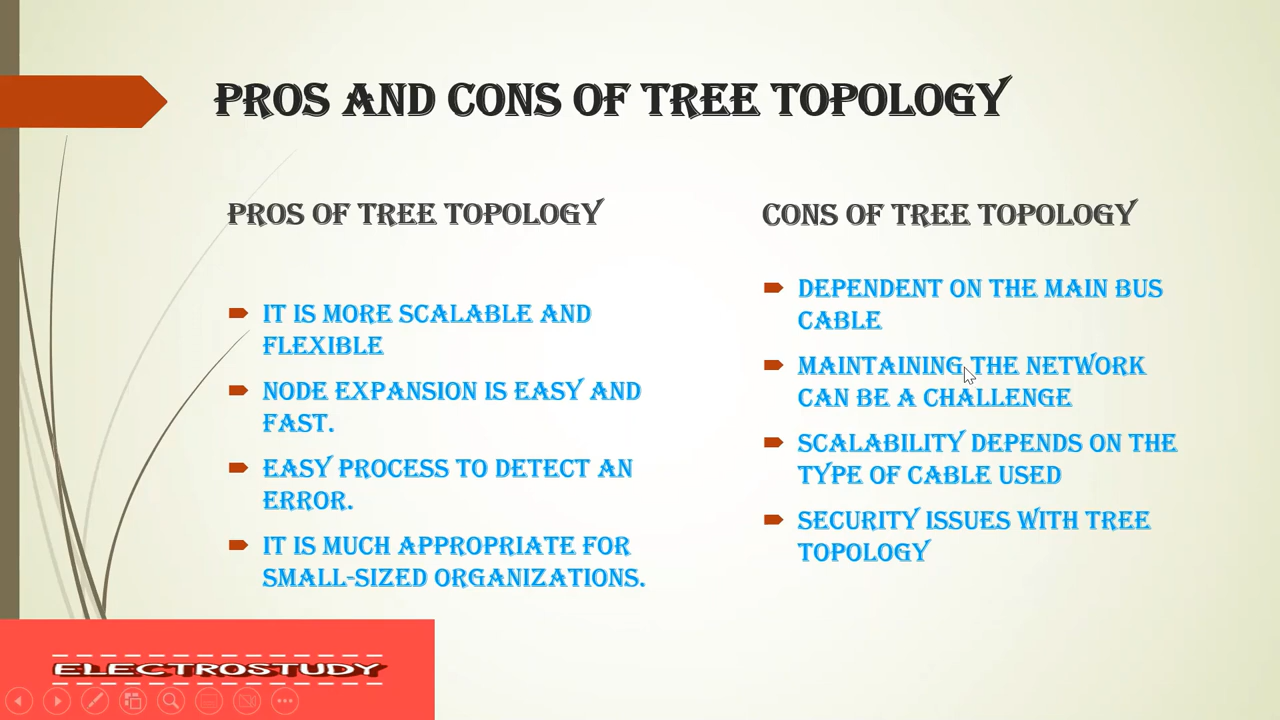 PROS AND CONS OF TREE TOPOLOGY
PROS OF TREE TOPOLOGY
IT IS MORE SCALABLE AND
FLEXIBLE
NODE EXPANSION IS EASY AND
FAST.
EASY PROCESS TO DETECT AN
ERROR.
IT IS MUCH APPROPRIATE FOR
SMALL-SIZED ORGANIZATIONS.
CONS OF TREE TOPOLOGY
DEPENDENT ON THE MAIN BUS
CABLE
MAINTAINING THE NETWORK
CAN BE A CHALLENGE
SCALABILITY DEPENDS ON THE
TYPE OF CABLE USED
SECURITY ISSUES WITH TREE
TOPOLOGY
ELECTROSTUDY